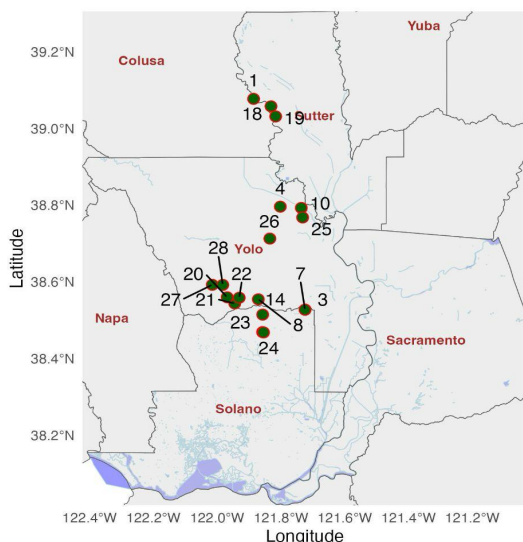 39.2°N
Yuba
Colusa
1
39.0°N
18
19
Sutter
38.8°N
4
10
26
25
Latitude
Yolo
28
20
22
7
38.6°N
27
21
14
3
Napa
23
8
Sacramento
24
38.4°N
Solano
38.2°N
122.4°W
122.2°W
122.0°W
121.8°W
121.6°W
121.4°W
121.2°W
Longitude